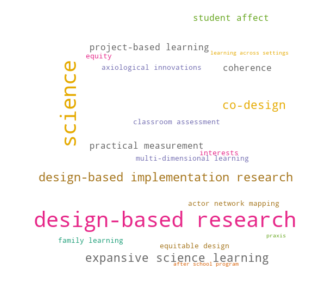 student affect
project-based learning
learning across settings
equity
axiological innovations
coherence
science
co-design
classroom assessment
practical measurement
interests
multi-dimensional learning
design-based implementation research
actor network mapping
design-based research
praxis
family learning
equitable design
expansive science learning
after school program